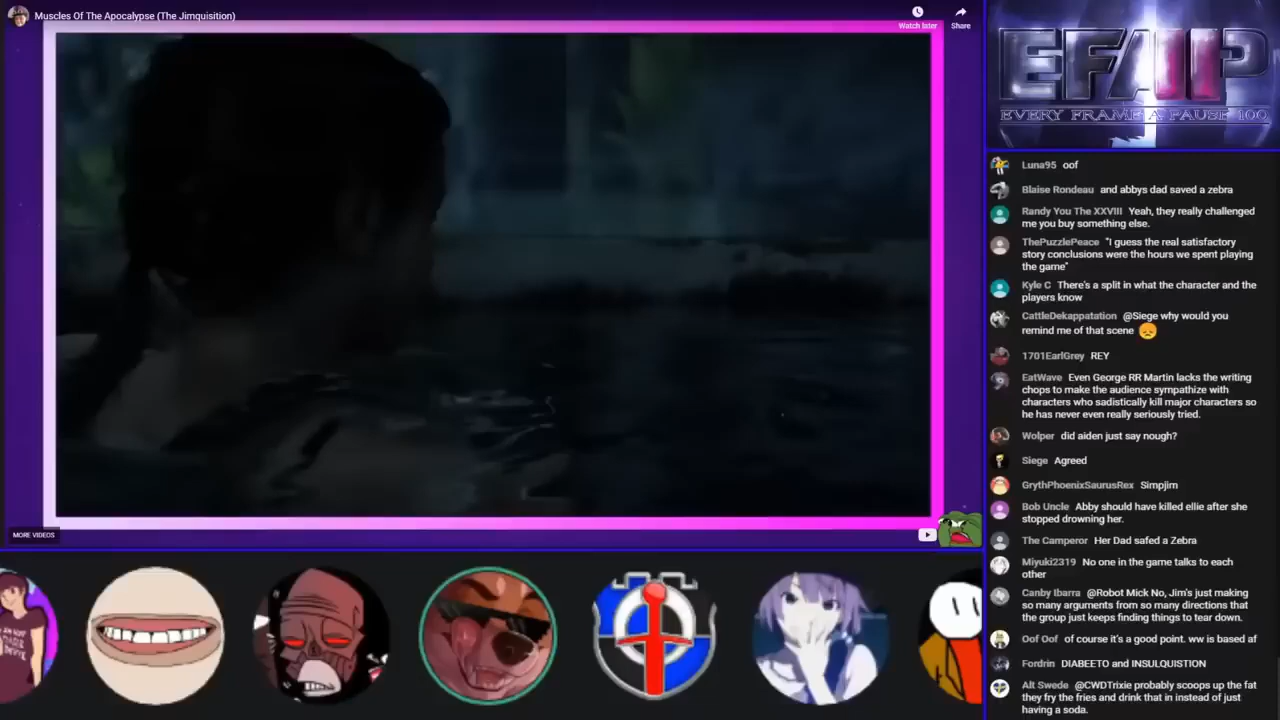 Muscles Of The Apocalypse (The Jimquisition)
Watch later
Share
MORE VIDEOS
EFAP
EVERY FRAME A PAUSE 100
Luna95 oof
Blaise Rondeau and abbys dad saved a zebra
Randy You The XXVIII Yeah, they really challenged
me you buy something else.
ThePuzzlePeace "I guess the real satisfactory
story conclusions were the hours we spent playing
the game"
Kyle C There's a split in what the character and the
players know
CattleDekappatation @Siege why would you
remind me of that scene
1701EarlGrey REY
EatWave Even George RR Martin lacks the writing
chops to make the audience sympathize with
characters who sadistically kill major characters so
he has never even really seriously tried.
Wolper did aiden just say nough?
Siege Agreed
GrythPhoenixSaurusRex Simpjim
Bob Uncle Abby should have killed ellie after she
stopped drowning her.
The Camperor Her Dad safed a Zebra
Miyuki2319 No one in the game talks to each
other
Canby Ibarra @Robot Mick No, Jim's just making
so many arguments from so many directions that
the group just keeps finding things to tear down.
Oof Oof of course it's a good point. ww is based af
Fordrin DIABEETO and INSULQUISTION
Alt Swede @CWDTrixie probably scoops up the fat
they fry the fries and drink that in instead of just
having a soda.